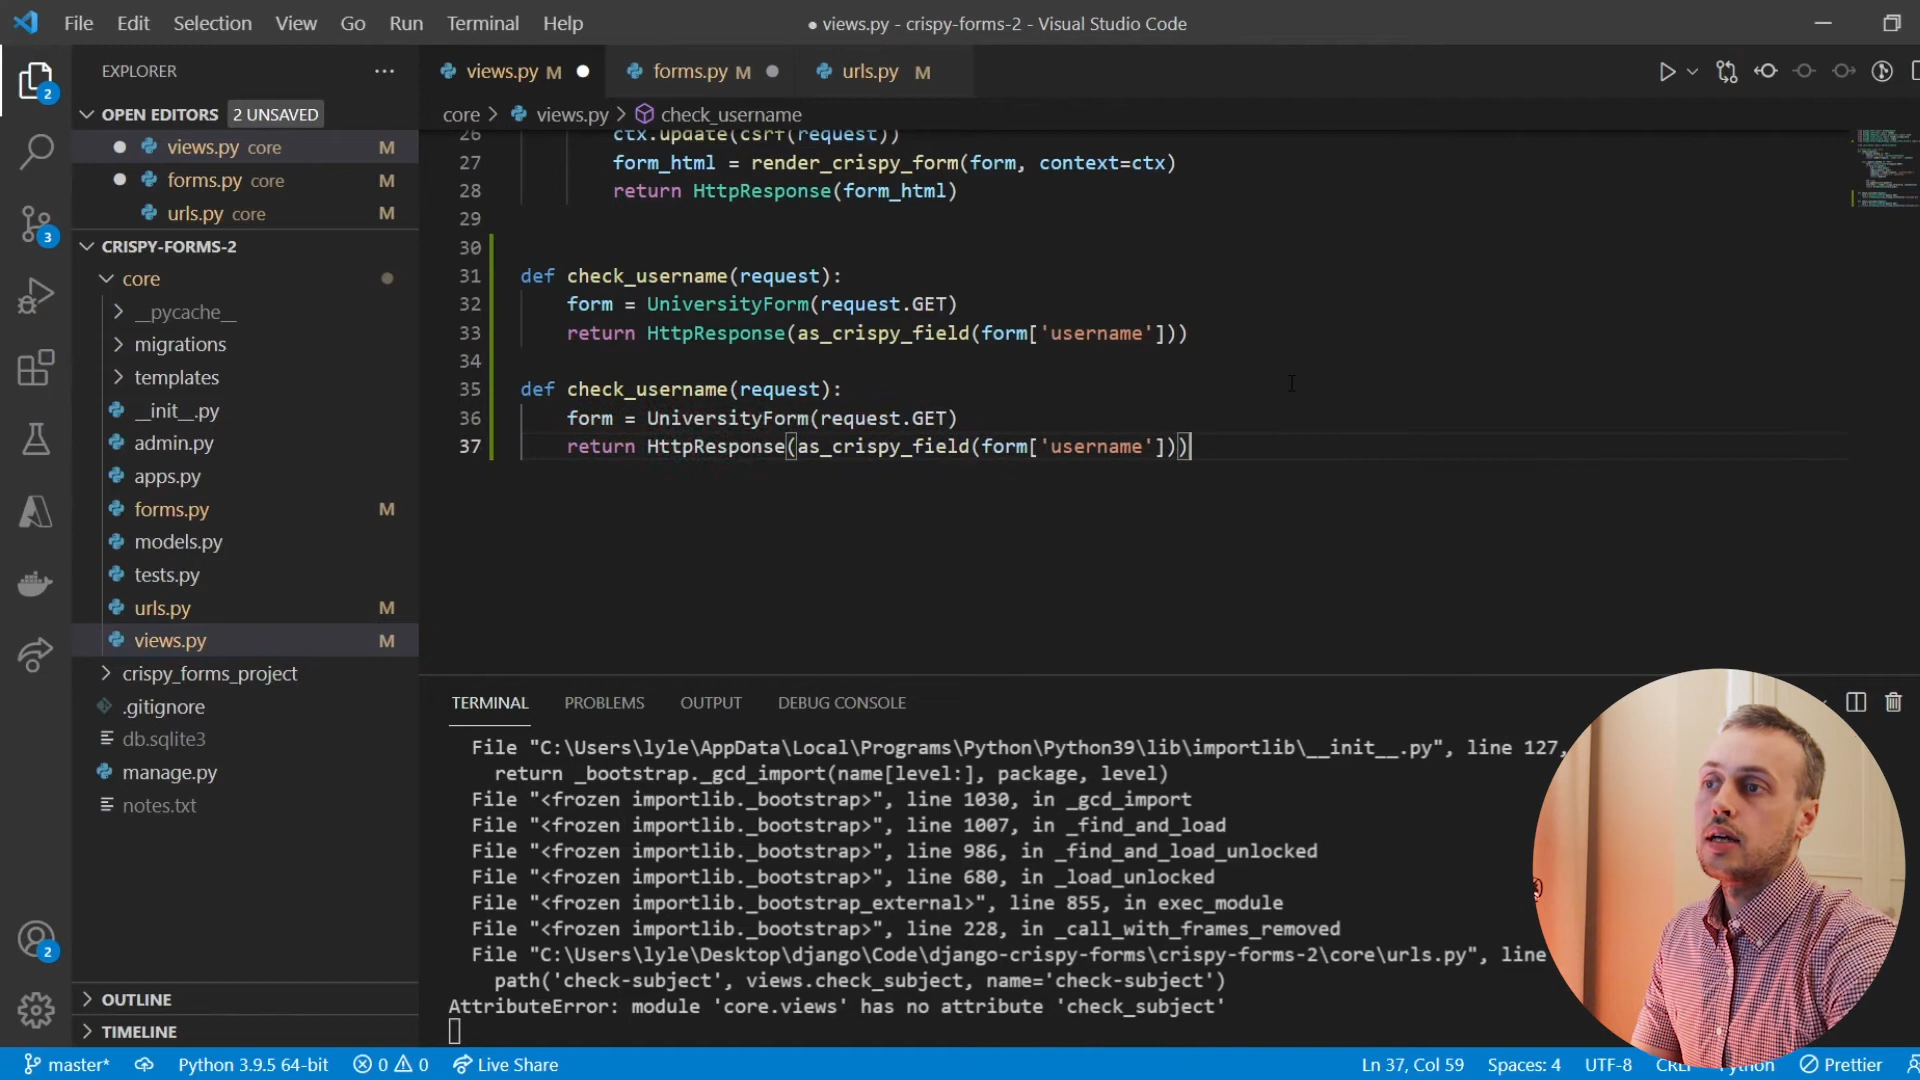 File Edit Selection View Go Run Terminal Help
● views.py - crispy-forms-2 - Visual Studio Code
EXPLORER
views.py M
forms.py M
urls.py M
2
OPEN EDITORS 2 UNSAVED
views.py core M
forms.py core M
urls.py core M
core > views.py > check_username
26 ctx.update(csrf(request))
27 form_html = render_crispy_form(form, context=ctx)
28 return HttpResponse(form_html)
29
30
31 def check_username(request):
32 form = UniversityForm(request.GET)
33 return HttpResponse(as_crispy_field(form['username']))
34
35 def check_username(request):
36 form = UniversityForm(request.GET)
37 return HttpResponse(as_crispy_field(form['username']))
3
CRISPY-FORMS-2
core
__pycache__
migrations
templates
__init__.py
admin.py
apps.py
forms.py M
models.py
tests.py
urls.py M
views.py M
crispy_forms_project
.gitignore
db.sqlite3
manage.py
notes.txt
2
OUTLINE
TIMELINE
TERMINAL PROBLEMS OUTPUT DEBUG CONSOLE
File "C:\Users\lyle\AppData\Local\Programs\Python\Python39\lib\importlib\__init__.py", line 127,
return _bootstrap._gcd_import(name[level:], package, level)
File "<frozen importlib._bootstrap>", line 1030, in _gcd_import
File "<frozen importlib._bootstrap>", line 1007, in _find_and_load
File "<frozen importlib._bootstrap>", line 986, in _find_and_load_unlocked
File "<frozen importlib._bootstrap>", line 680, in _load_unlocked
File "<frozen importlib._bootstrap_external>", line 855, in exec_module
File "<frozen importlib._bootstrap>", line 228, in _call_with_frames_removed
File "C:\Users\lyle\Desktop\django\Code\django-crispy-forms\crispy-forms-2\core\urls.py", line
path('check-subject', views.check_subject, name='check-subject')
AttributeError: module 'core.views' has no attribute 'check_subject'
master* Python 3.9.5 64-bit 0 0 Live Share
Ln 37, Col 59 Spaces: 4 UTF-8 CRLF Python Prettier